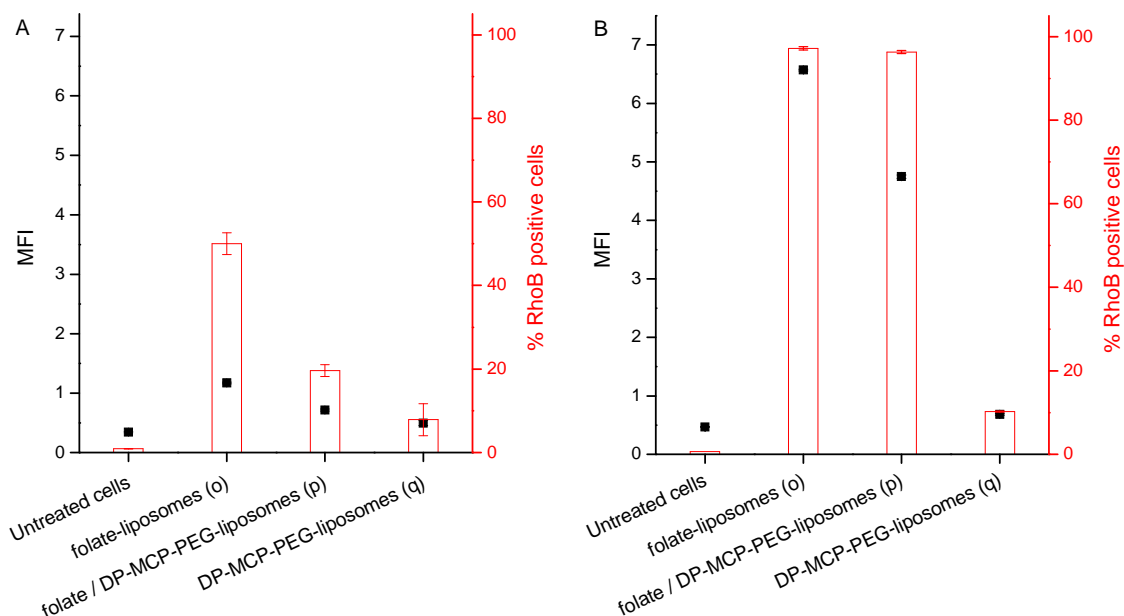 A
7
6
5
4
3
2
1
0
MFI
100
80
60
40
20
0
% RhoB positive cells
Untreated cells
folate-liposomes (o)
folate / DP-MCP-PEG-liposomes (p)
DP-MCP-PEG-liposomes (q)
B
7
6
5
4
3
2
1
0
MFI
100
80
60
40
20
0
% RhoB positive cells
Untreated cells
folate-liposomes (o)
folate / DP-MCP-PEG-liposomes (p)
DP-MCP-PEG-liposomes (q)